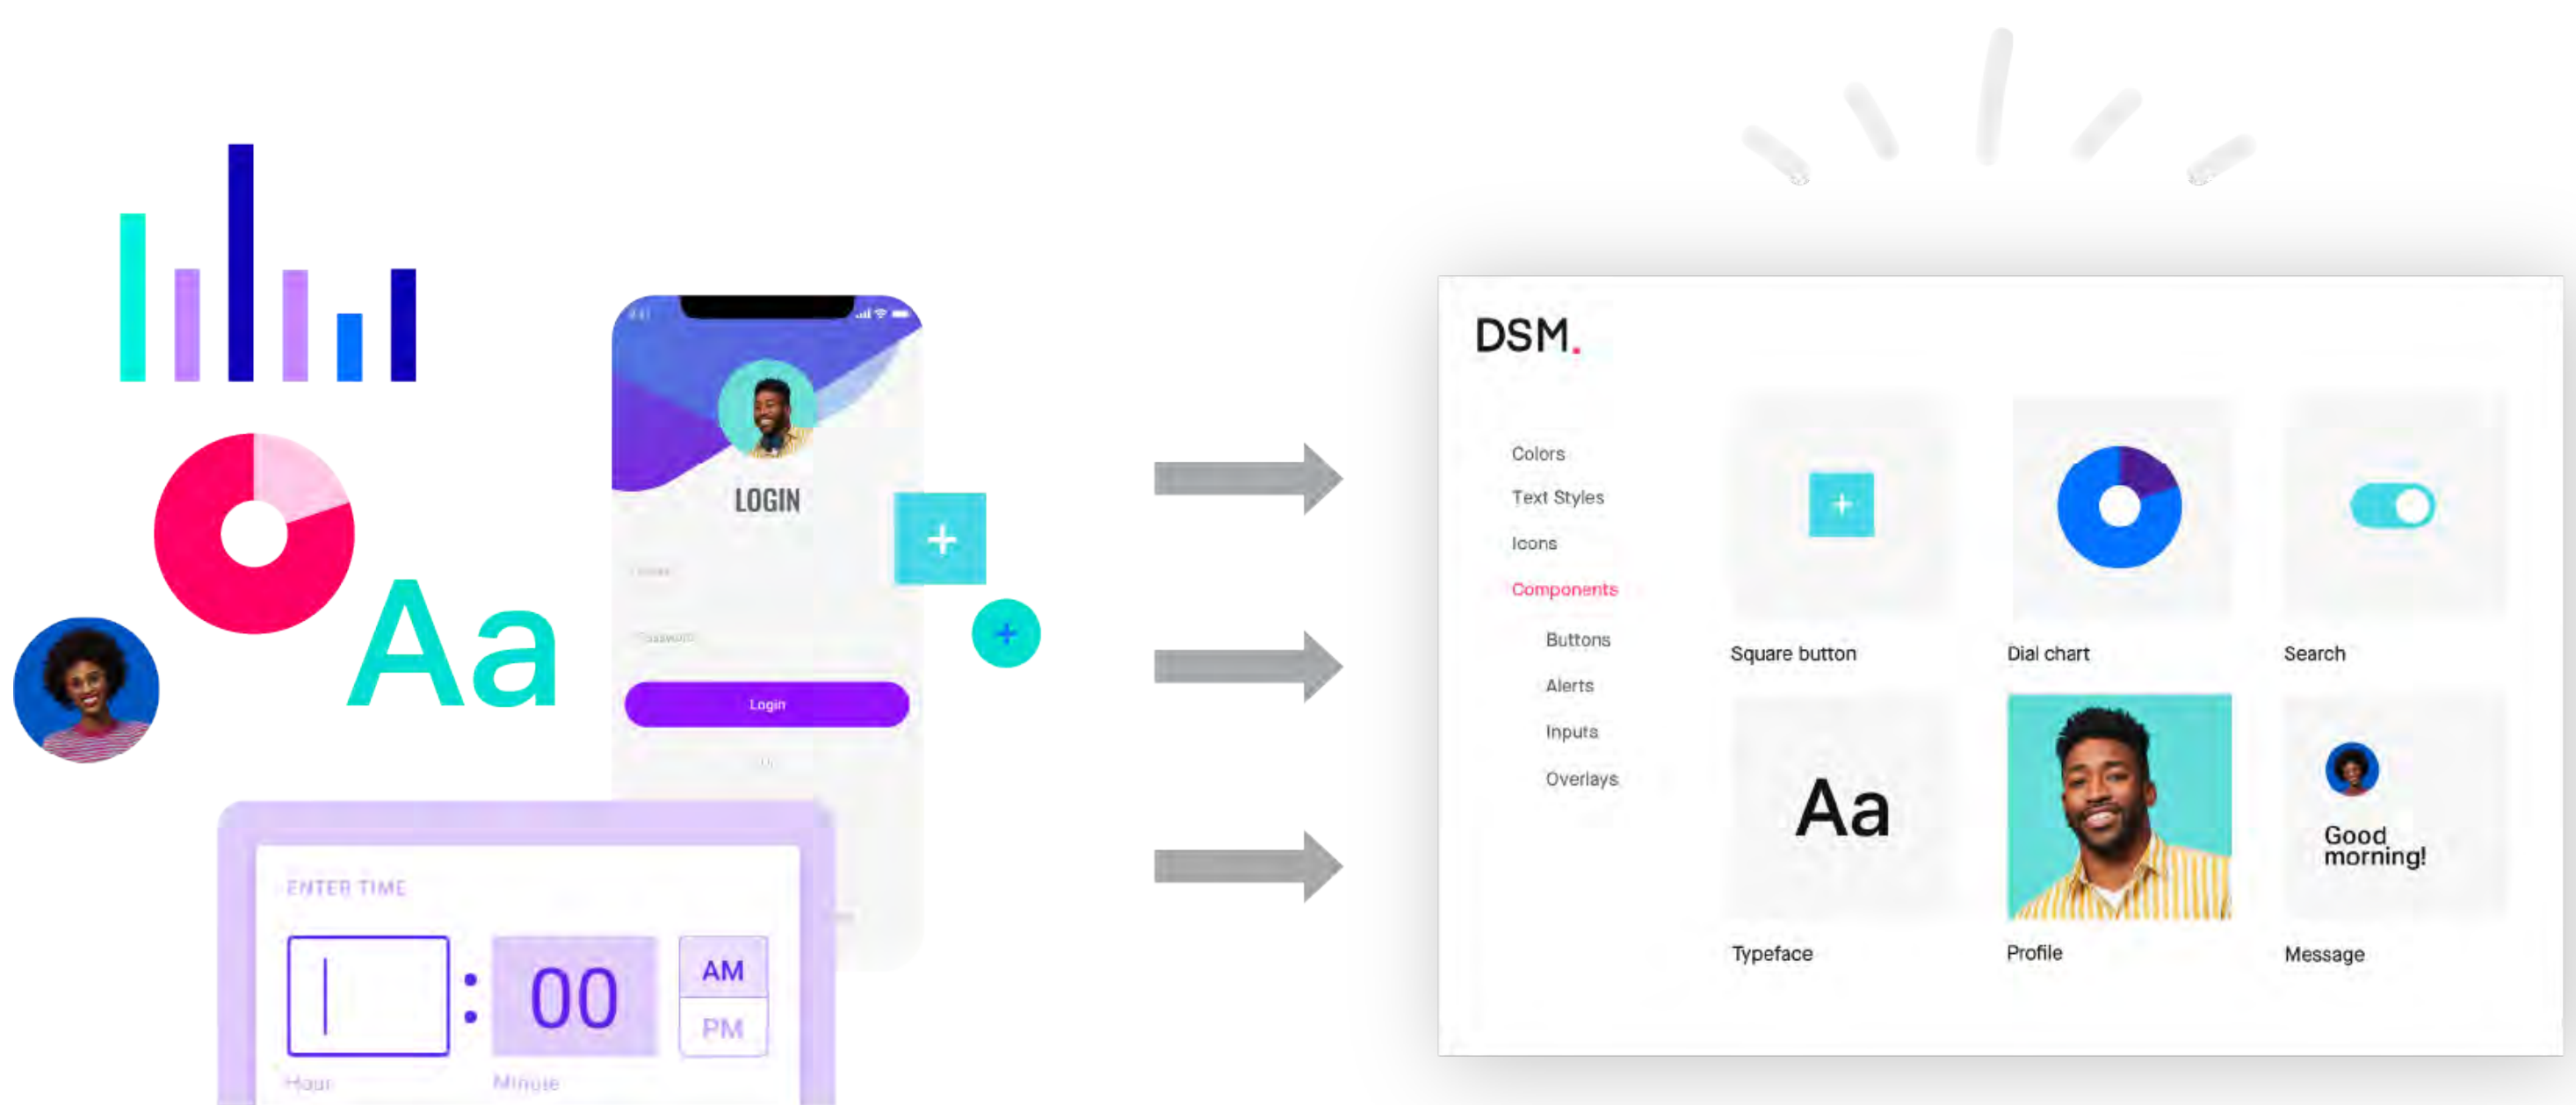 Aa
LOGIN
Password
Login
ENTER TIME
00
AM
PM
Hour
Minute
DSM.
Colors
Text Styles
Icons
Components
Buttons
Alerts
Inputs
Overlays
Square button
Dial chart
Search
Aa
Good
morning!
Typeface
Profile
Message